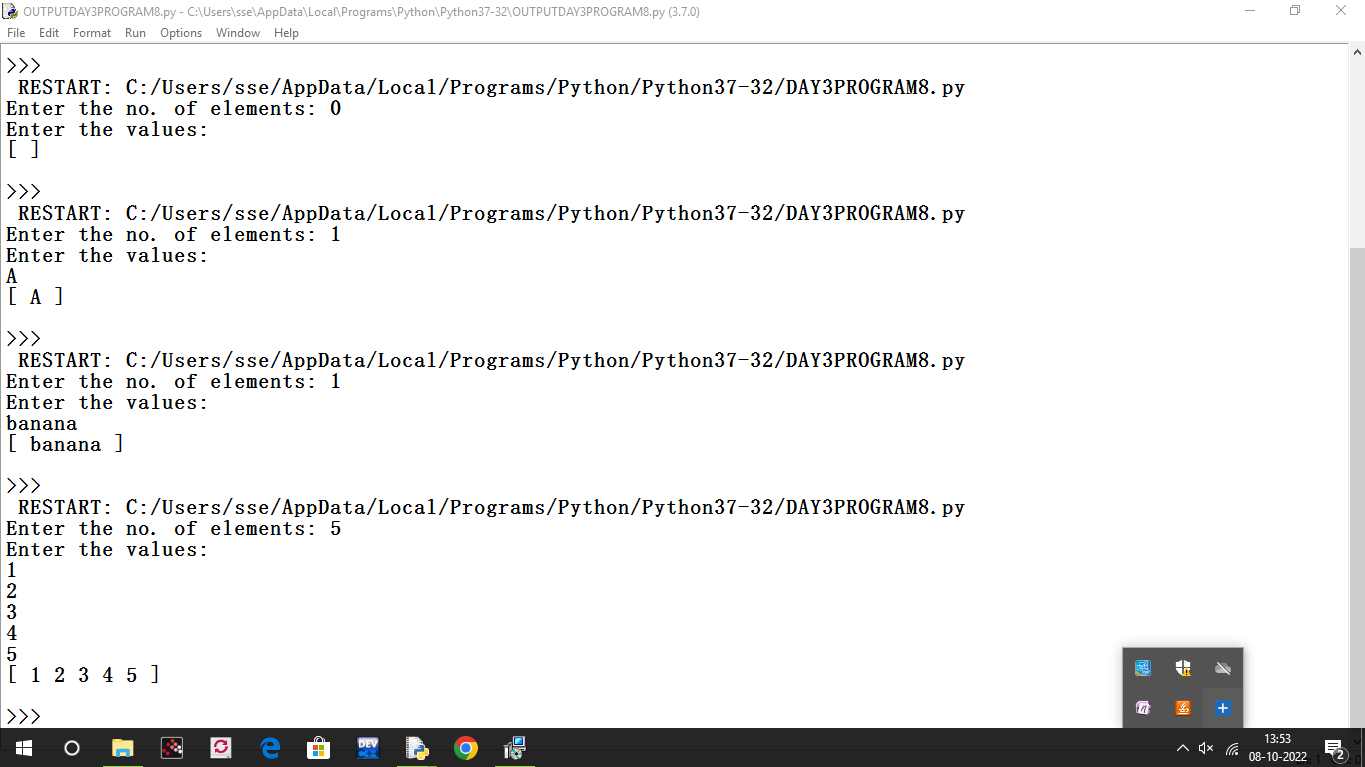 OUTPUTDAY3PROGRAM8.py - C:\Users\sse\AppData\Local\Programs\Python\Python37-32\OUTPUTDAY3PROGRAM8.py (3.7.0)
File Edit Format Run Options Window Help
>>>
RESTART: C:/Users/sse/AppData/Local/Programs/Python/Python37-32/DAY3PROGRAM8.py
Enter the no. of elements: 0
Enter the values:
[ ]
>>>
RESTART: C:/Users/sse/AppData/Local/Programs/Python/Python37-32/DAY3PROGRAM8.py
Enter the no. of elements: 1
Enter the values:
A
[ A ]
>>>
RESTART: C:/Users/sse/AppData/Local/Programs/Python/Python37-32/DAY3PROGRAM8.py
Enter the no. of elements: 1
Enter the values:
banana
[ banana ]
>>>
RESTART: C:/Users/sse/AppData/Local/Programs/Python/Python37-32/DAY3PROGRAM8.py
Enter the no. of elements: 5
Enter the values:
1
2
3
4
5
[ 1 2 3 4 5 ]
>>>
DEV
13:53
08-10-2022
2